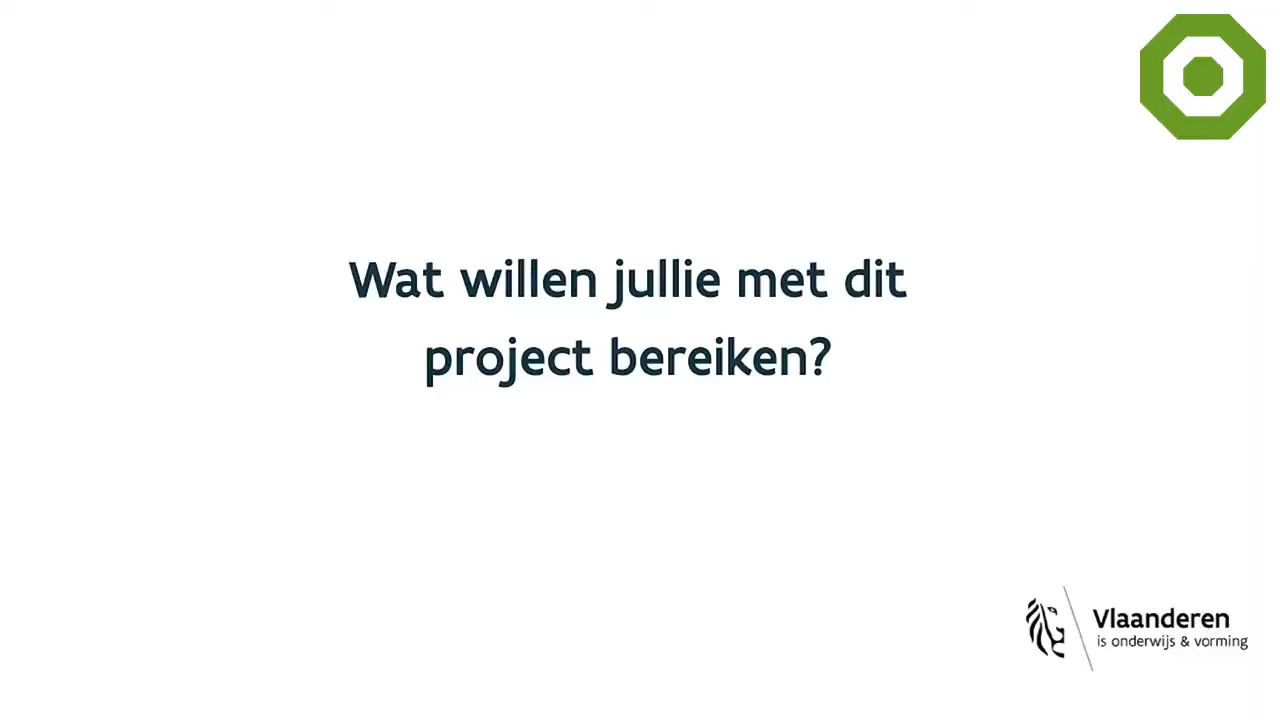 Wat willen jullie met dit
project bereiken?
Vlaanderen
is onderwijs & vorming